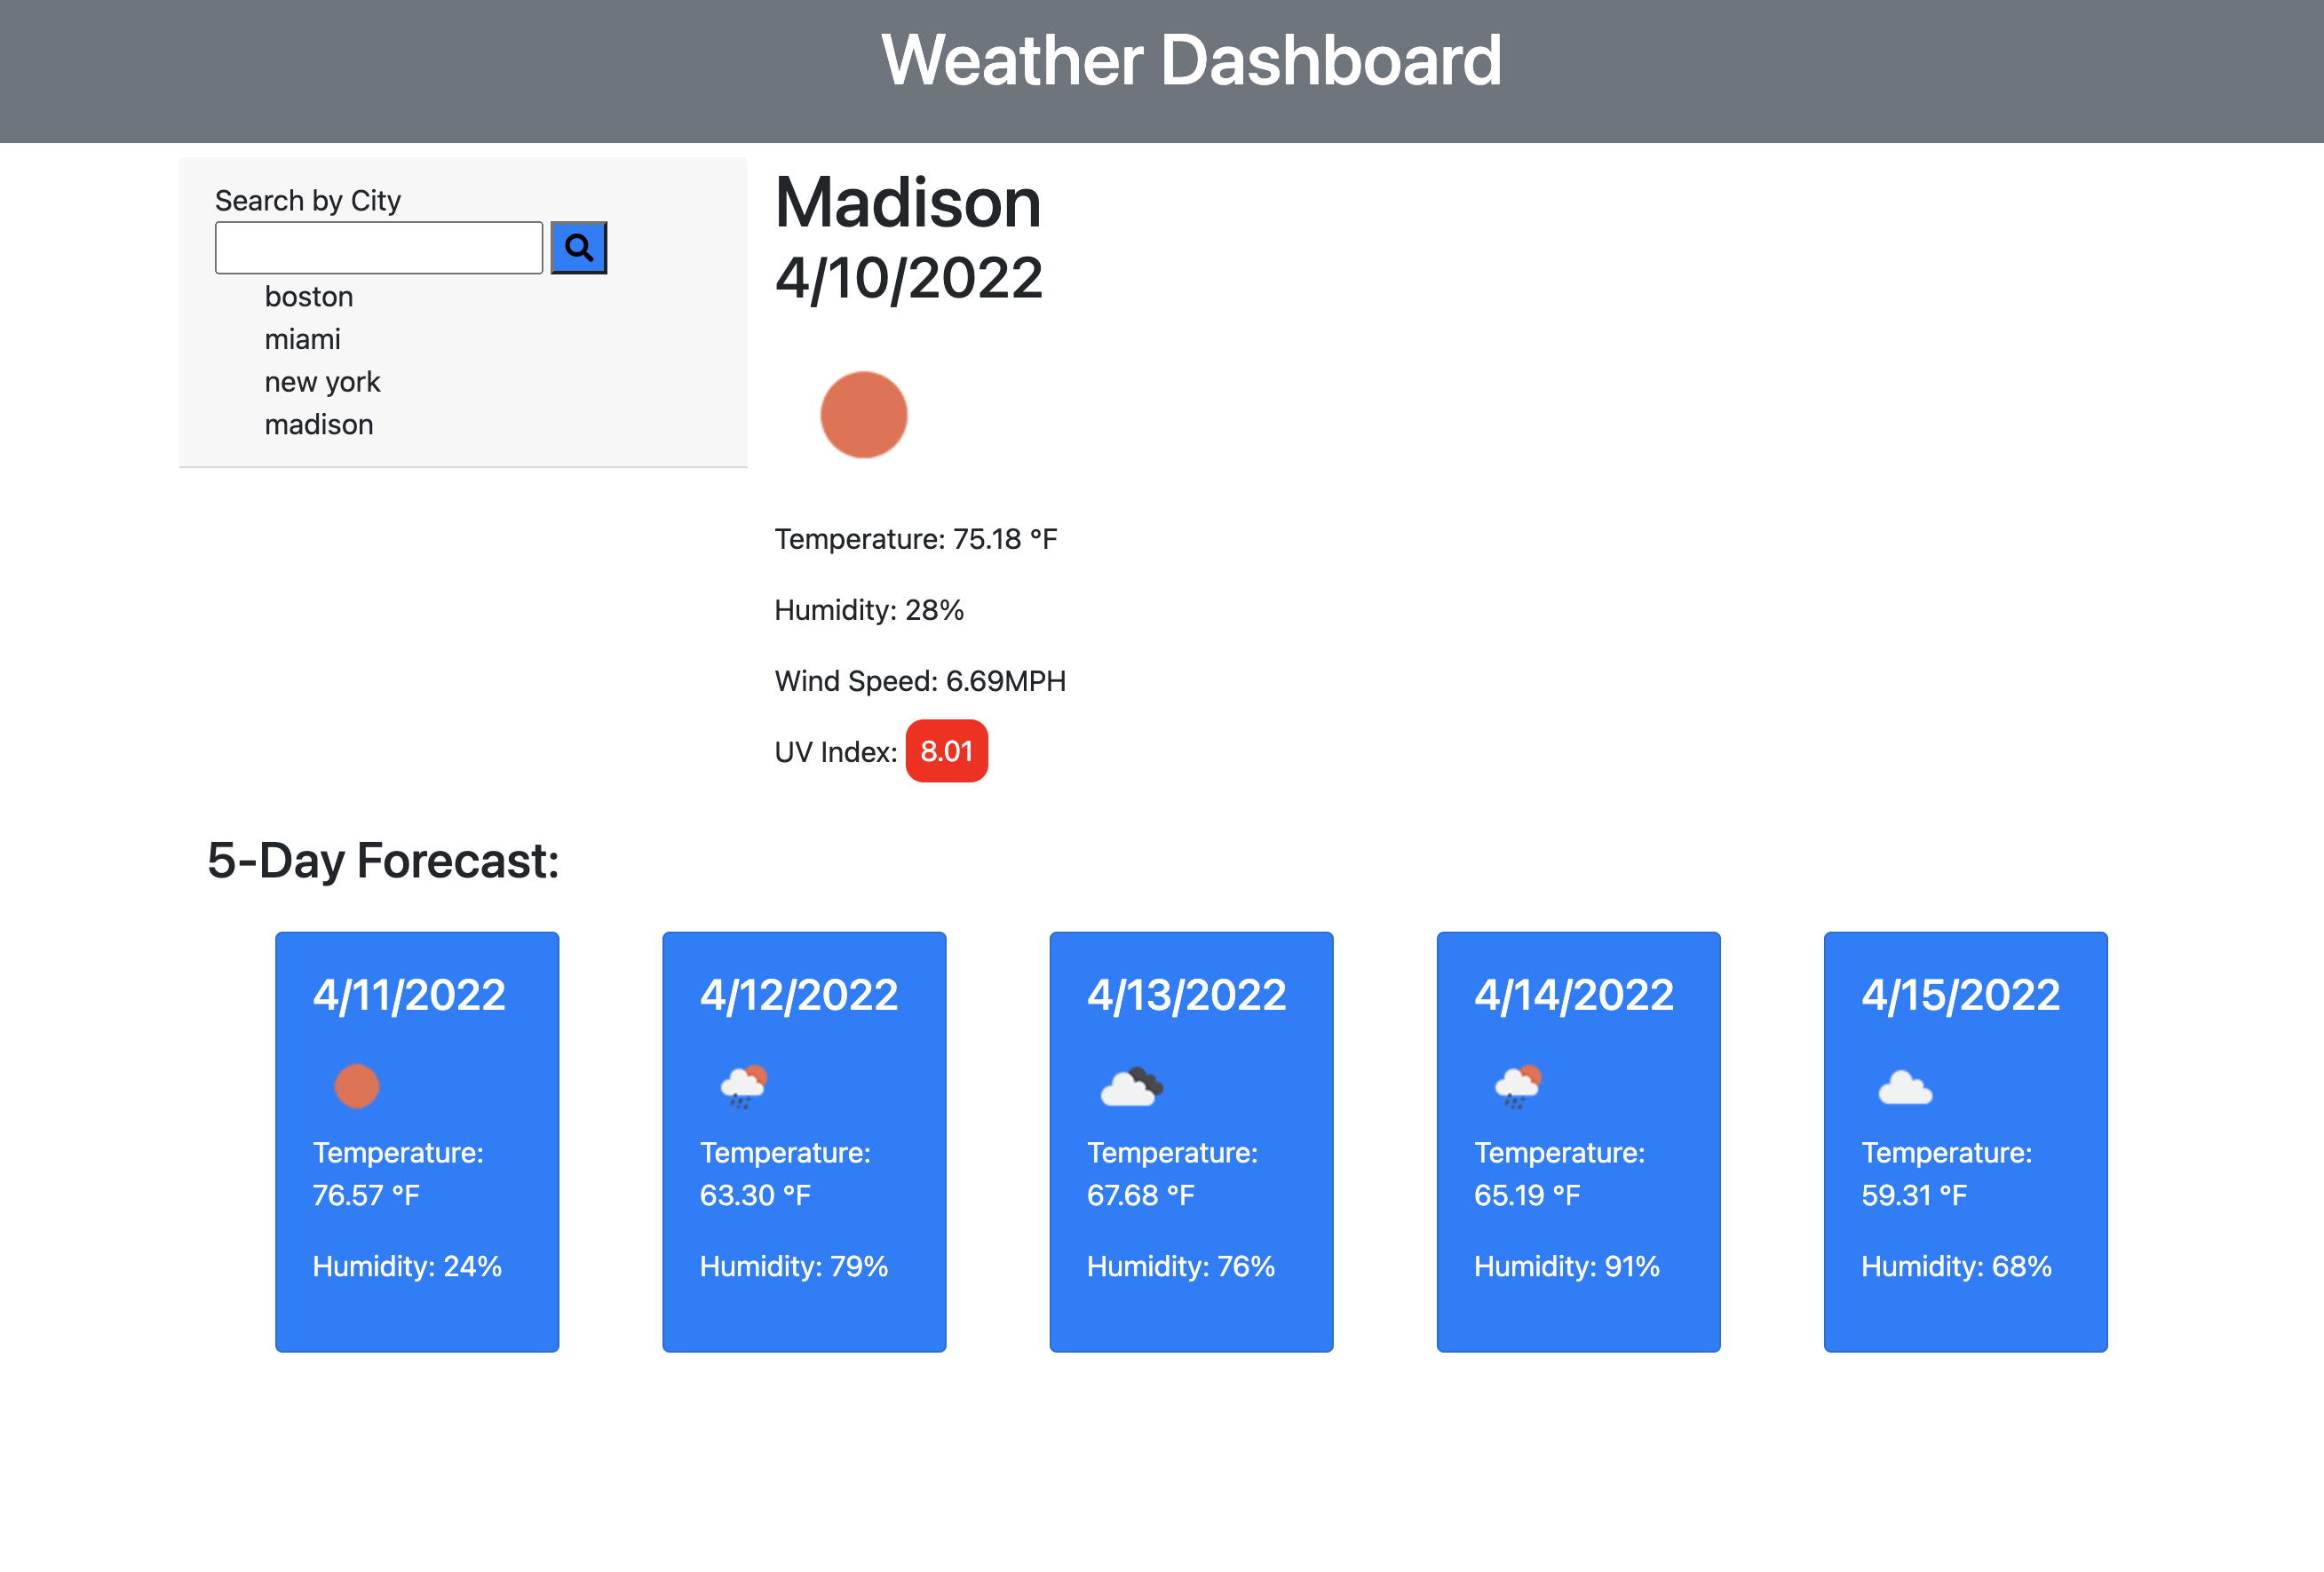 Weather Dashboard
Search by City
boston
miami
new york
madison
Madison
4/10/2022
Temperature: 75.18 °F
Humidity: 28%
Wind Speed: 6.69MPH
UV Index: 8.01
5-Day Forecast:
4/11/2022
Temperature:
76.57 °F
Humidity: 24%
4/12/2022
Temperature:
63.30 °F
Humidity: 79%
4/13/2022
Temperature:
67.68 °F
Humidity: 76%
4/14/2022
Temperature:
65.19 °F
Humidity: 91%
4/15/2022
Temperature:
59.31 °F
Humidity: 68%